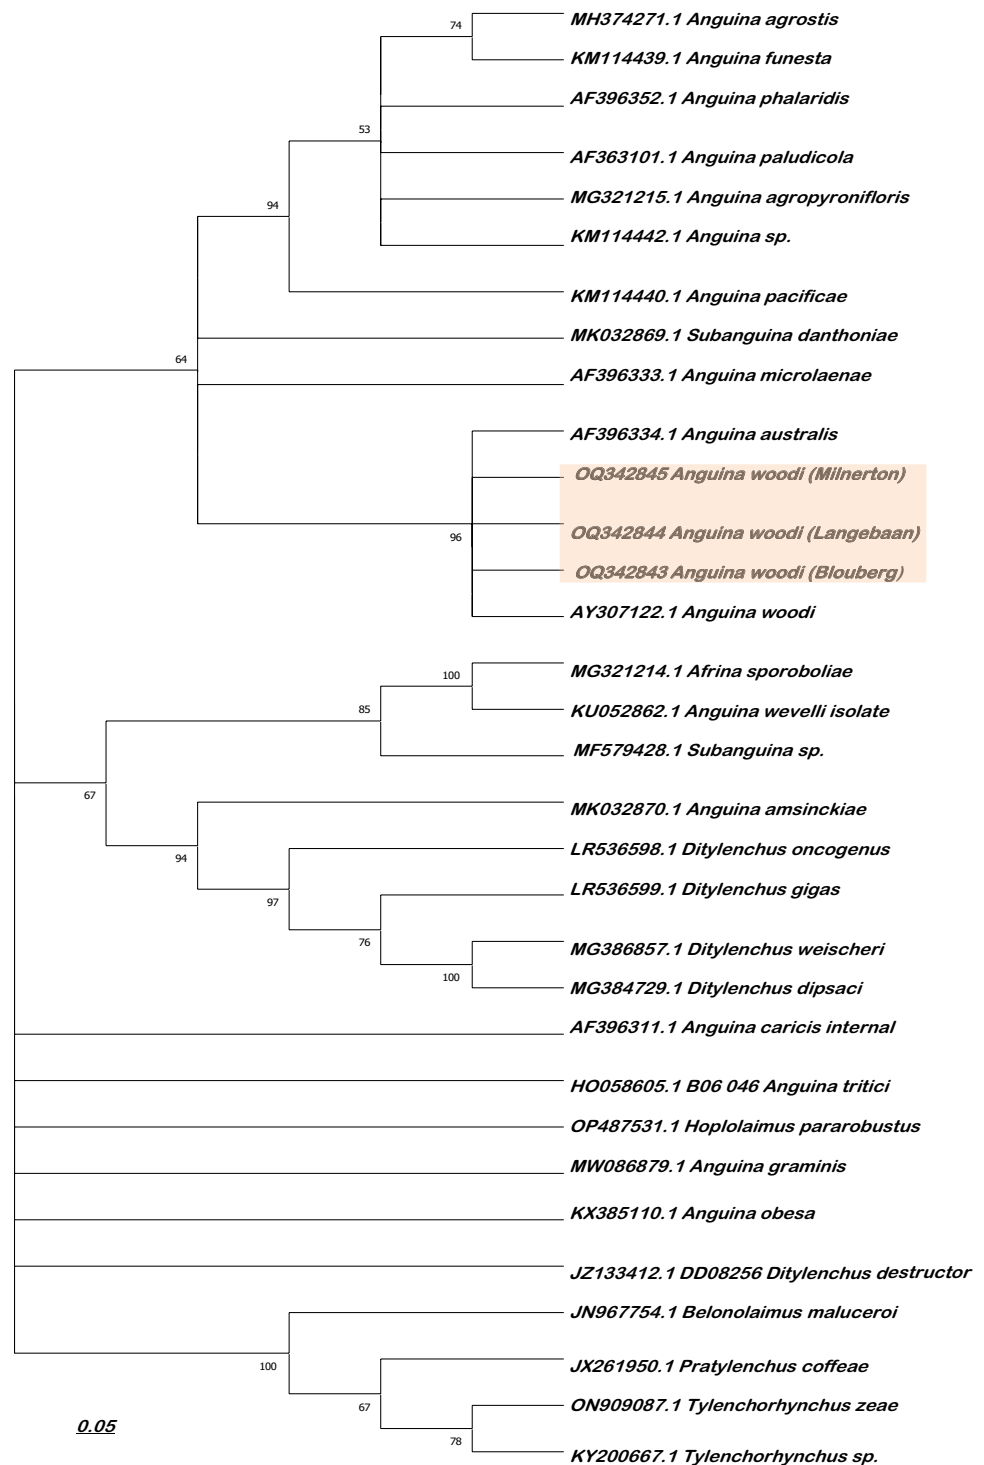 74
MH374271.1 Anguina agrostis
KM114439.1 Anguina funesta
AF396352.1 Anguina phalaridis
53
AF363101.1 Anguina paludicola
MG321215.1 Anguina agropyronifloris
94
KM114442.1 Anguina sp.
KM114440.1 Anguina pacificae
MK032869.1 Subanguina danthoniae
64
AF396333.1 Anguina microlaenae
AF396334.1 Anguina australis
OQ342845 Anguina woodi (Milnerton)
OQ342844 Anguina woodi (Langebaan)
96
OQ342843 Anguina woodi (Blouberg)
AY307122.1 Anguina woodi
MG321214.1 Afrina sporoboliae
100
85
KU052862.1 Anguina wevelli isolate
MF579428.1 Subanguina sp.
67
MK032870.1 Anguina amsinckiae
LR536598.1 Ditylenchus oncogenus
94
LR536599.1 Ditylenchus gigas
97
76
MG386857.1 Ditylenchus weischeri
100
MG384729.1 Ditylenchus dipsaci
AF396311.1 Anguina caricis internal
HO058605.1 B06 046 Anguina tritici
OP487531.1 Hoplolaimus pararobustus
MW086879.1 Anguina graminis
KX385110.1 Anguina obesa
JZ133412.1 DD08256 Ditylenchus destructor
JN967754.1 Belonolaimus maluceroi
100
JX261950.1 Pratylenchus coffeae
67
ON909087.1 Tylenchorhynchus zeae
0.05
78
KY200667.1 Tylenchorhynchus sp.